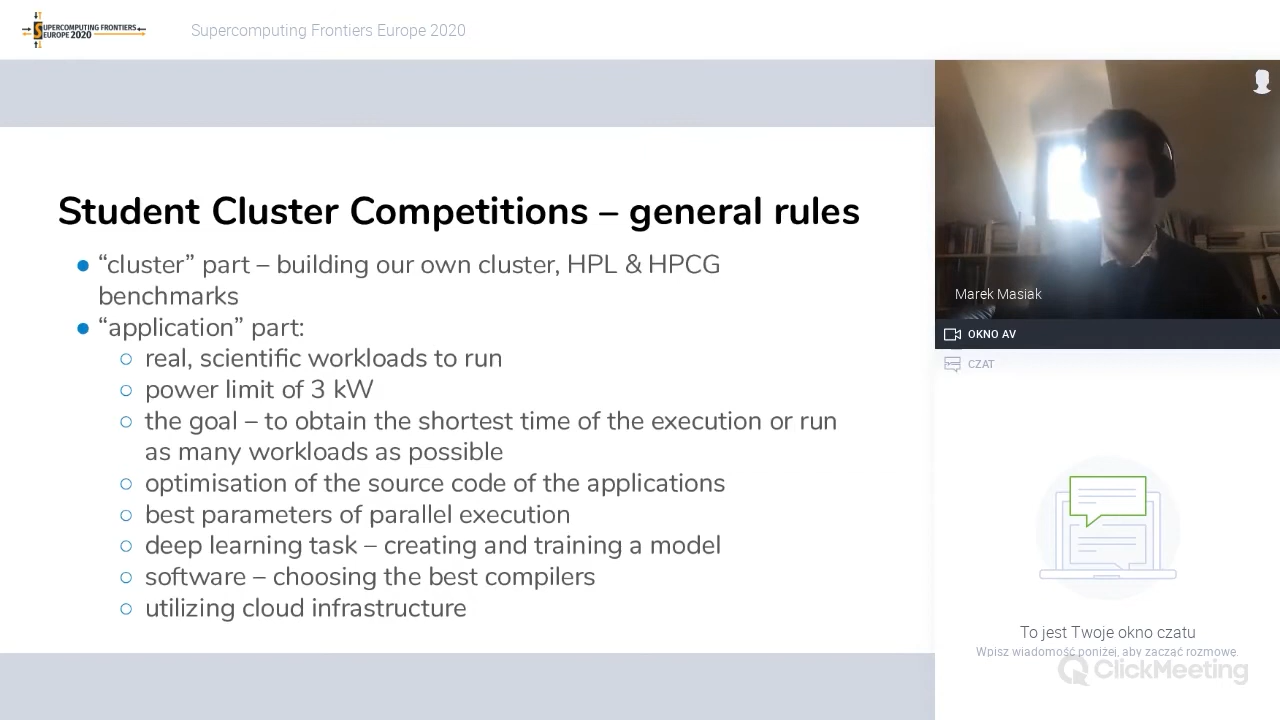 SUPERCOMPUTING FRONTIERS
EUROPE 2020
Supercomputing Frontiers Europe 2020
Student Cluster Competitions – general rules
● “cluster” part – building our own cluster, HPL & HPCG
benchmarks
● “application” part:
○ real, scientific workloads to run
○ power limit of 3 kW
○ the goal – to obtain the shortest time of the execution or run
as many workloads as possible
○ optimisation of the source code of the applications
○ best parameters of parallel execution
○ deep learning task – creating and training a model
○ software – choosing the best compilers
○ utilizing cloud infrastructure
Marek Masiak
OKNO AV
CZAT
To jest Twoje okno czatu
Wpisz wiadomość poniżej, aby zacząć rozmowę.
ClickMeeting